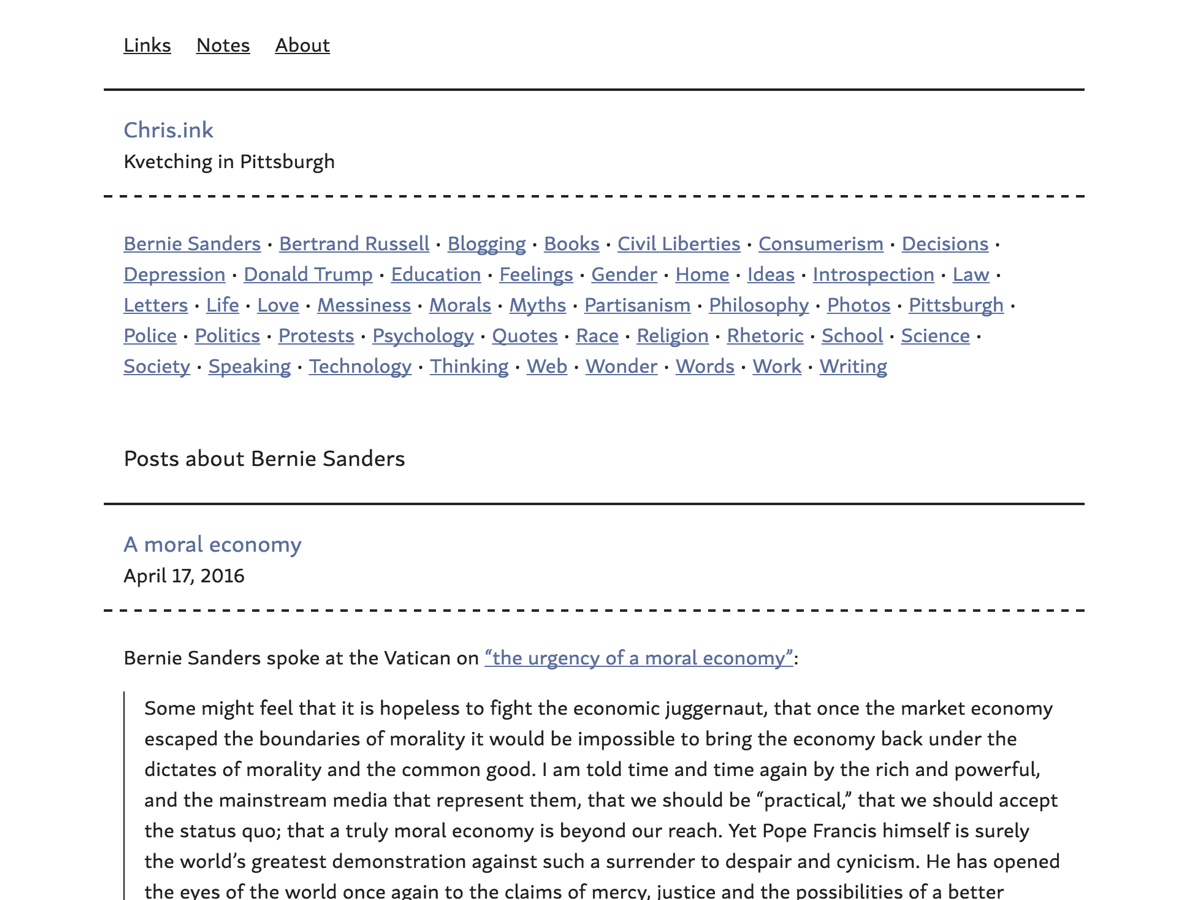 Links Notes About
Chris.ink
Kvetching in Pittsburgh
Bernie Sanders · Bertrand Russell · Blogging · Books · Civil Liberties · Consumerism · Decisions ·
Depression · Donald Trump · Education · Feelings · Gender · Home · Ideas · Introspection · Law ·
Letters · Life · Love · Messiness · Morals · Myths · Partisanism · Philosophy · Photos · Pittsburgh ·
Police · Politics · Protests · Psychology · Quotes · Race · Religion · Rhetoric · School · Science ·
Society · Speaking · Technology · Thinking · Web · Wonder · Words · Work · Writing
Posts about Bernie Sanders
A moral economy
April 17, 2016
Bernie Sanders spoke at the Vatican on “the urgency of a moral economy”:
Some might feel that it is hopeless to fight the economic juggernaut, that once the market economy
escaped the boundaries of morality it would be impossible to bring the economy back under the
dictates of morality and the common good. I am told time and time again by the rich and powerful,
and the mainstream media that represent them, that we should be “practical,” that we should accept
the status quo; that a truly moral economy is beyond our reach. Yet Pope Francis himself is surely
the world’s greatest demonstration against such a surrender to despair and cynicism. He has opened
the eyes of the world once again to the claims of mercy, justice and the possibilities of a better